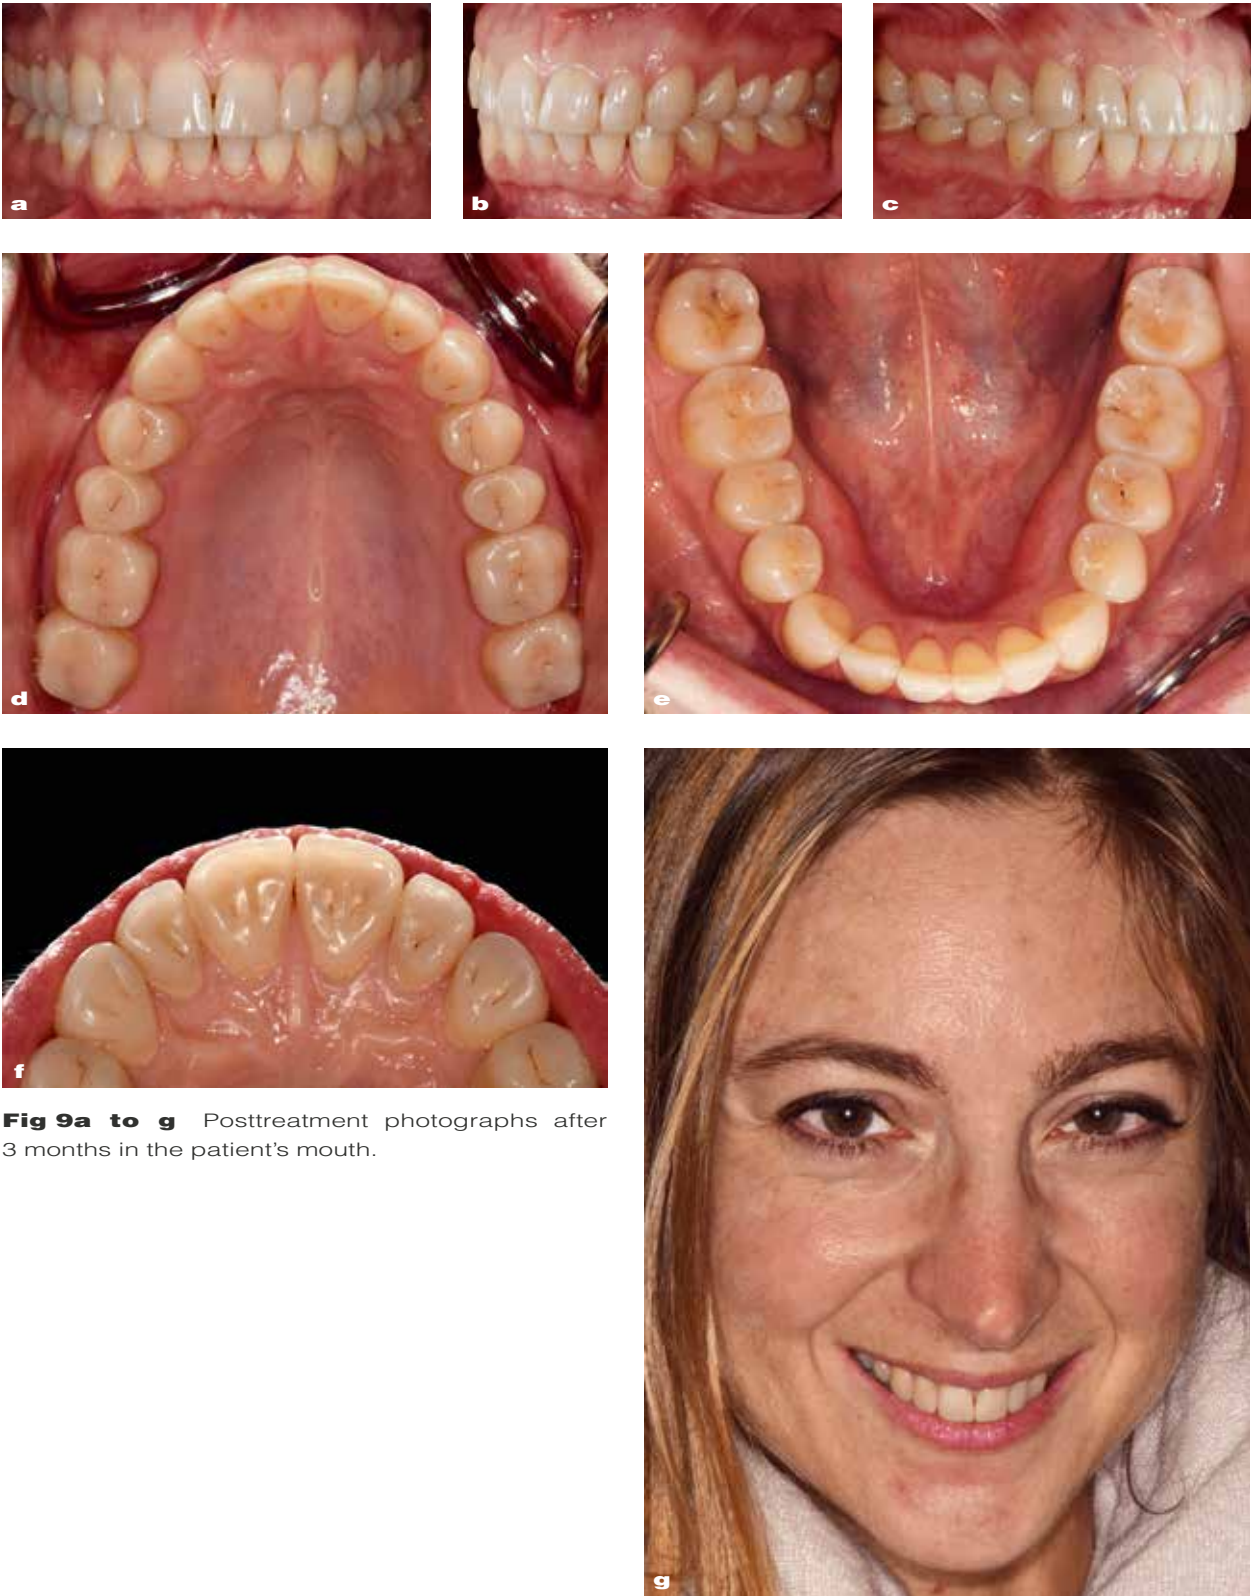 a
b
c
d
e
f
Fig 9a to g Posttreatment photographs after
3 months in the patient's mouth.
g